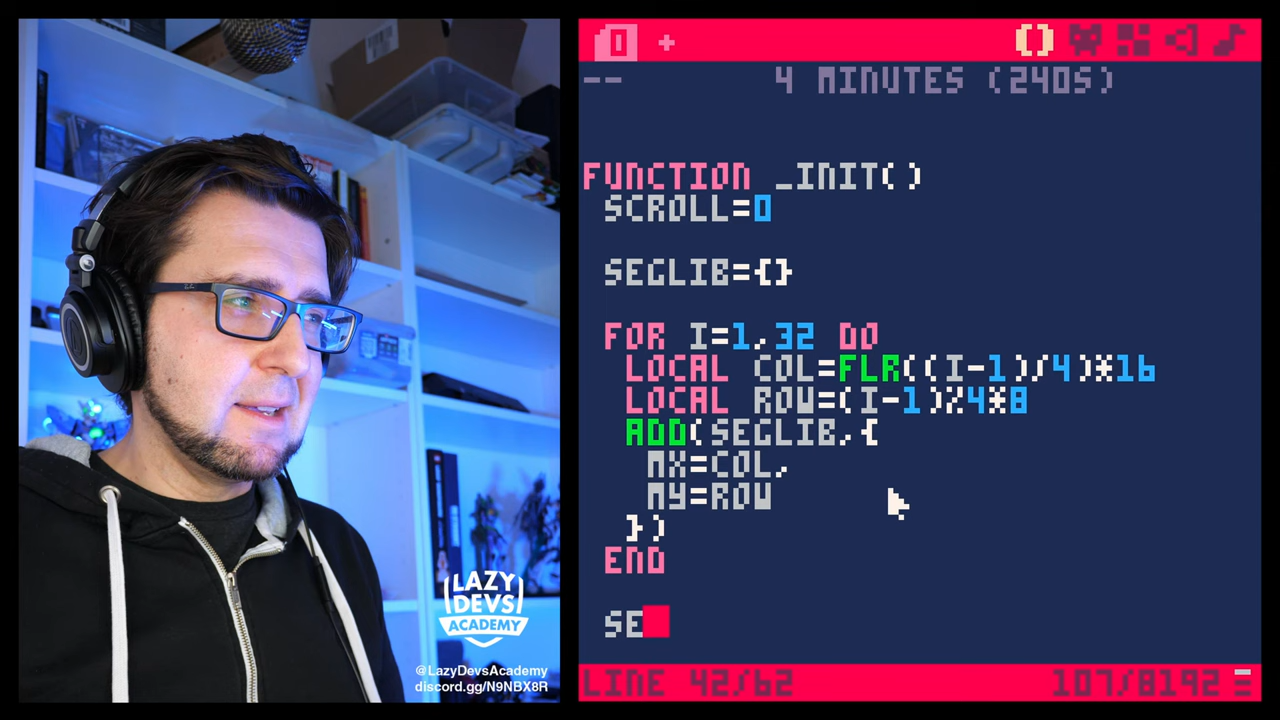 LAZY
DEVS
ACADEMY
@LazyDevsAcademy
discord.gg/N9NBX8R
0 +
-- 4 MINUTES (240S)
FUNCTION _INIT()
SCROLL=0
SEGLIB={}
FOR I=1,32 DO
LOCAL COL=FLR((I-1)/4)*16
LOCAL ROW=(I-1)%4*8
ADD(SEGLIB,{
MX=COL,
MY=ROW
})
END
SE
LINE 42/62
107/8192